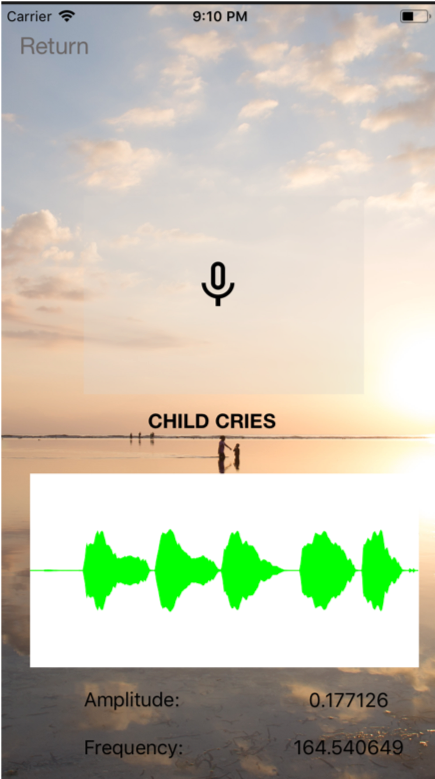 Carrier 9:10 PM
Return
CHILD CRIES
Amplitude: 0.177126
Frequency: 164.540649